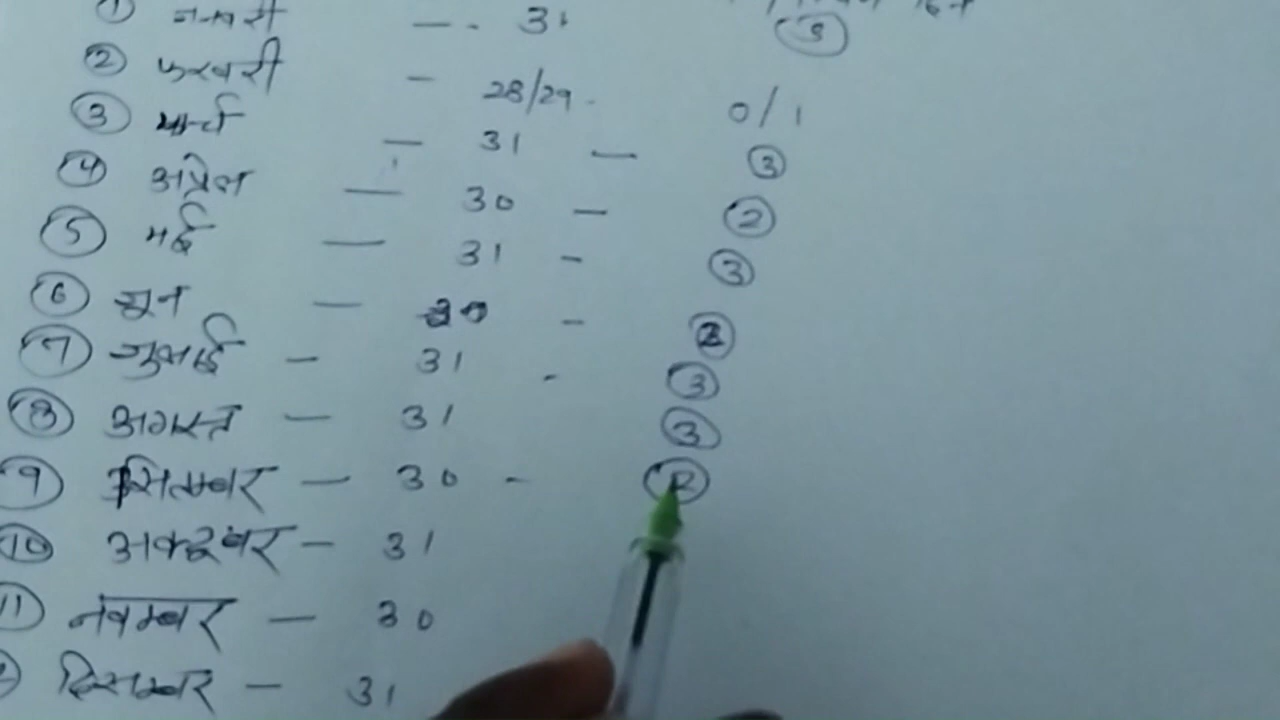 ① जनवरी —. 31 ③
② फरवरी — 28/29 0/1
③ मार्च — 31 — ③
④ अप्रैल — 30 — ②
⑤ मई — 31 - ③
⑥ जून — 30 - ②
⑦ जुलाई — 31 - ③
⑧ अगस्त — 31 ③
⑨ सितम्बर — 30 - ②
⑩ अक्टूबर — 31
11 नवम्बर — 30
दिसम्बर — 31